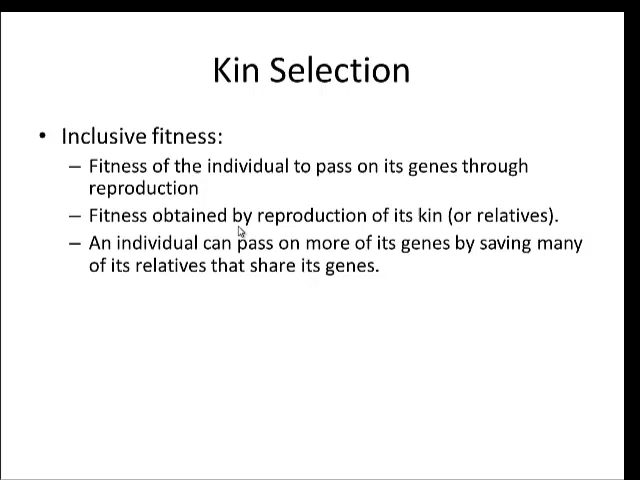 Kin Selection
• Inclusive fitness:
– Fitness of the individual to pass on its genes through
reproduction
– Fitness obtained by reproduction of its kin (or relatives).
– An individual can pass on more of its genes by saving many
of its relatives that share its genes.